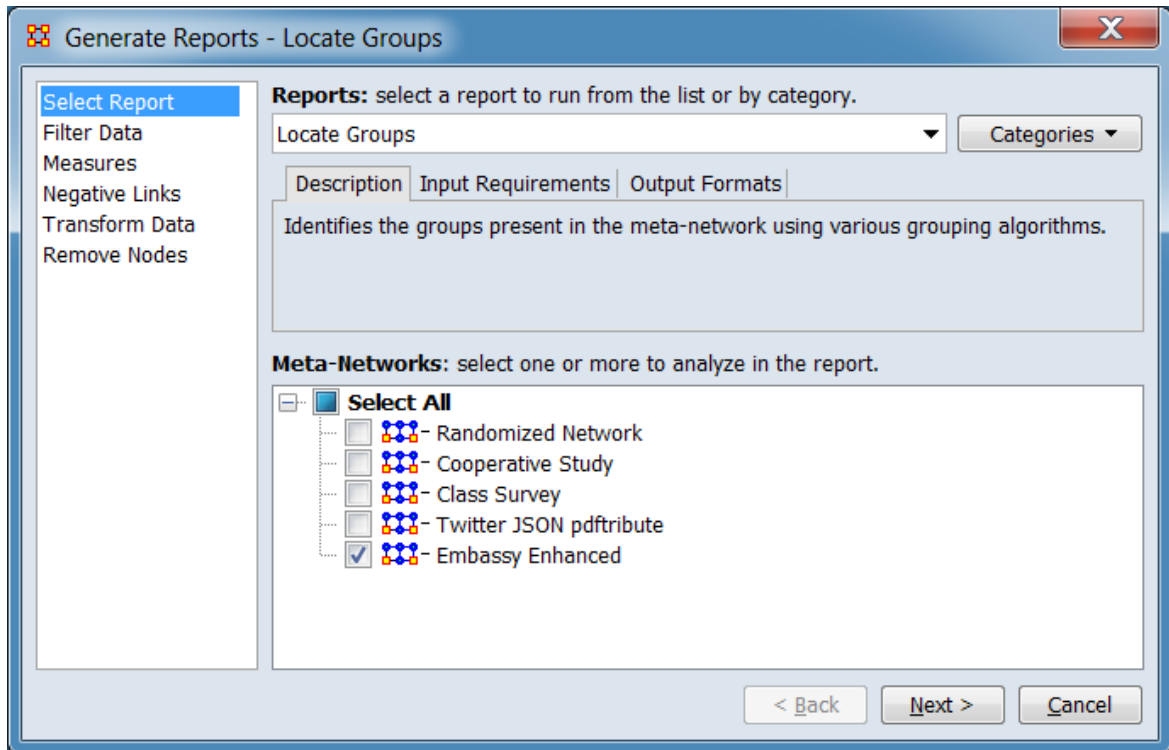 Generate Reports - Locate Groups
Select Report
Filter Data
Measures
Negative Links
Transform Data
Remove Nodes
Reports: select a report to run from the list or by category.
Locate Groups
Categories
Description Input Requirements Output Formats
Identifies the groups present in the meta-network using various grouping algorithms.
Meta-Networks: select one or more to analyze in the report.
Select All
Randomized Network
Cooperative Study
Class Survey
Twitter JSON pdftribute
Embassy Enhanced
< Back Next > Cancel